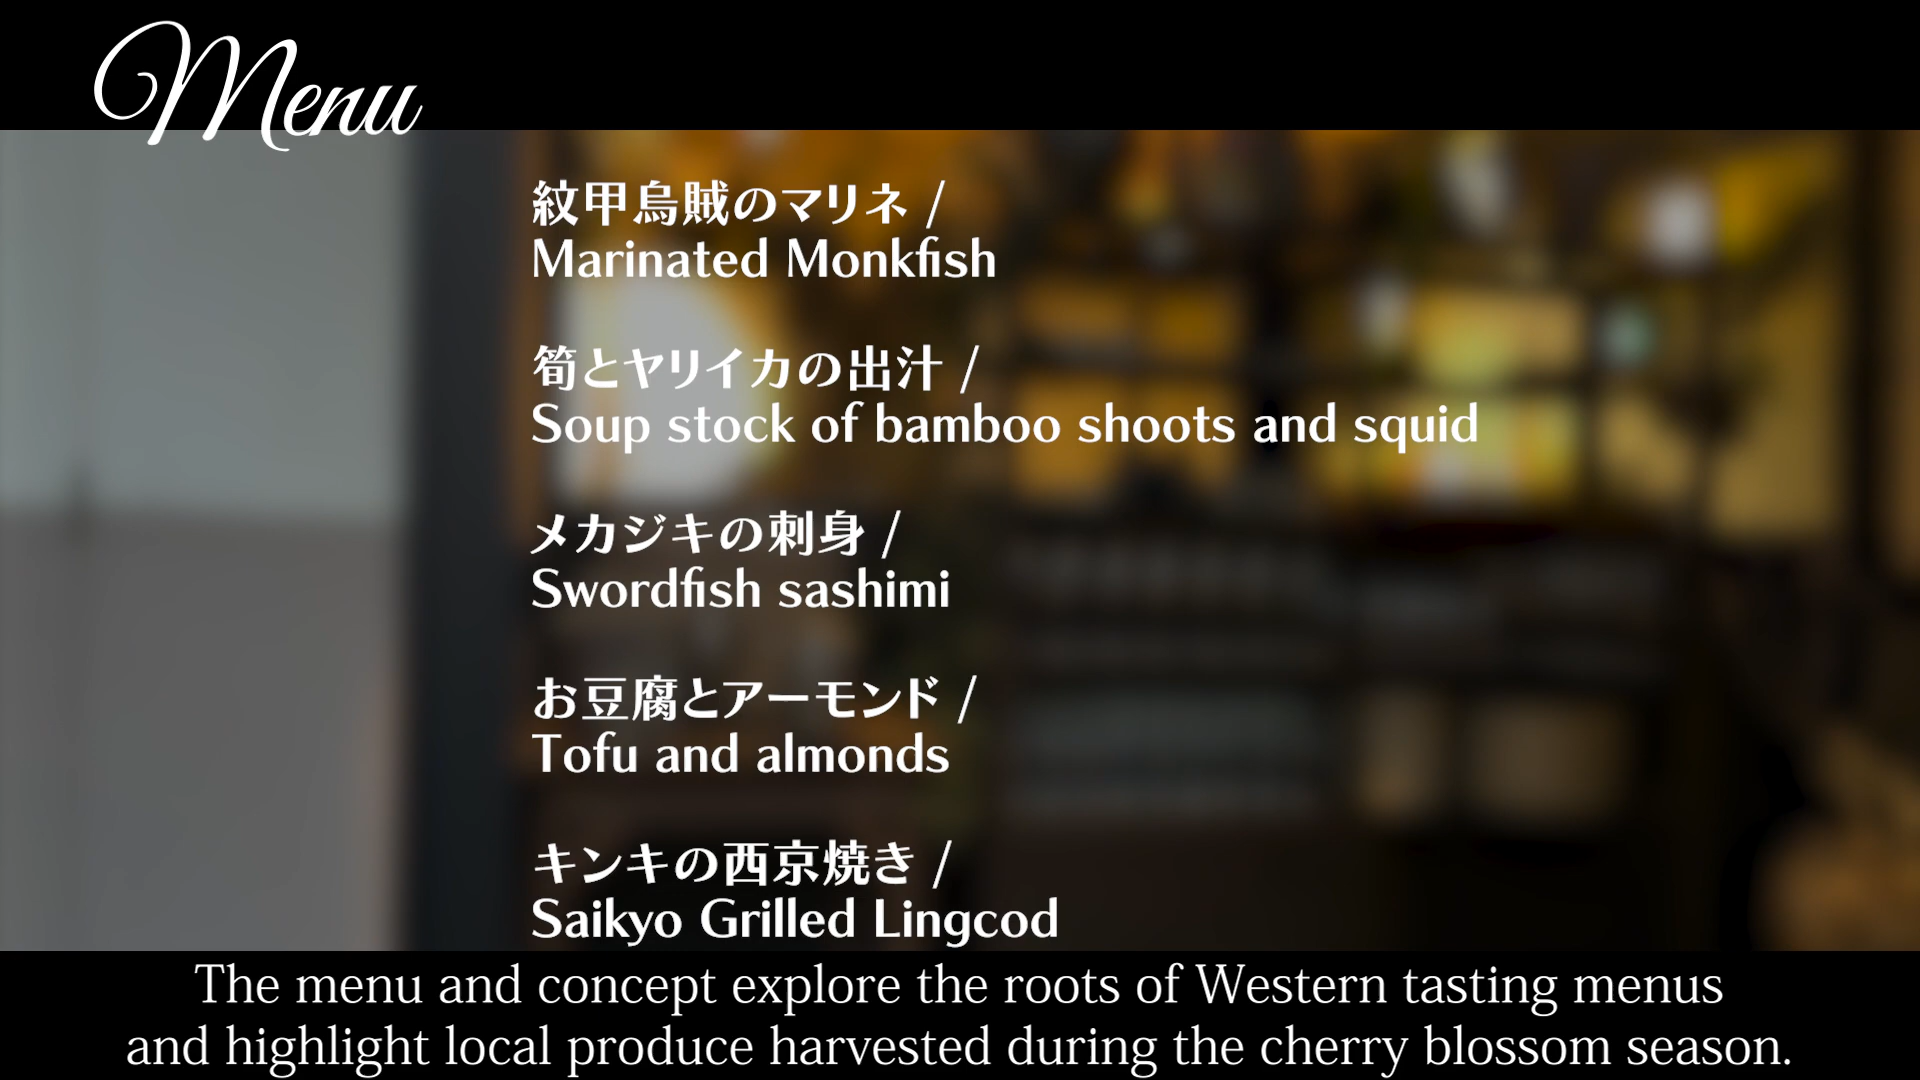 Menu
紋甲烏賊のマリネ /
Marinated Monkfish
筍とヤリイカの出汁 /
Soup stock of bamboo shoots and squid
メカジキの刺身 /
Swordfish sashimi
お豆腐とアーモンド /
Tofu and almonds
キンキの西京焼き /
Saikyo Grilled Lingcod
The menu and concept explore the roots of Western tasting menus
and highlight local produce harvested during the cherry blossom season.